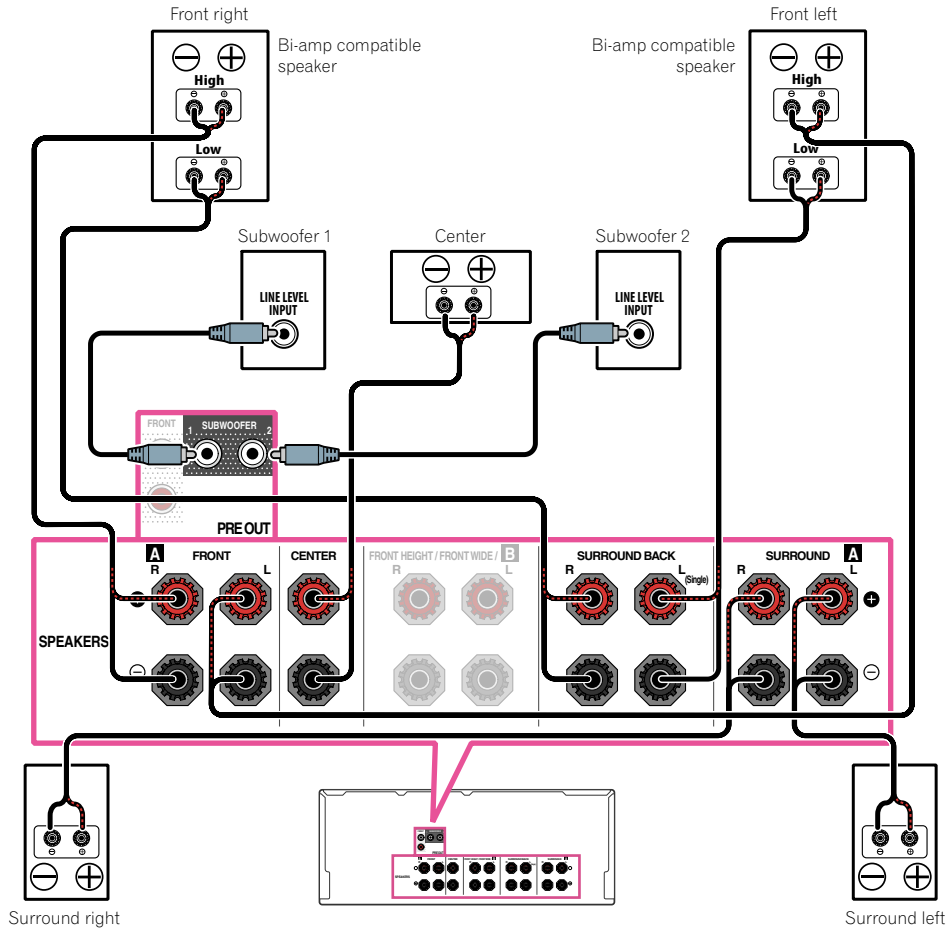 Front right
Front left
Bi-amp compatible
speaker
Bi-amp compatible
speaker
High
High
Low
Low
Subwoofer 1
Center
Subwoofer 2
LINE LEVEL
INPUT
LINE LEVEL
INPUT
FRONT
SUBWOOFER
1
2
PRE OUT
A FRONT
CENTER
FRONT HEIGHT / FRONT WIDE / B
SURROUND BACK
SURROUND A
R
L
R
L
R
L
(Single)
R
L
SPEAKERS
Surround right
Surround left